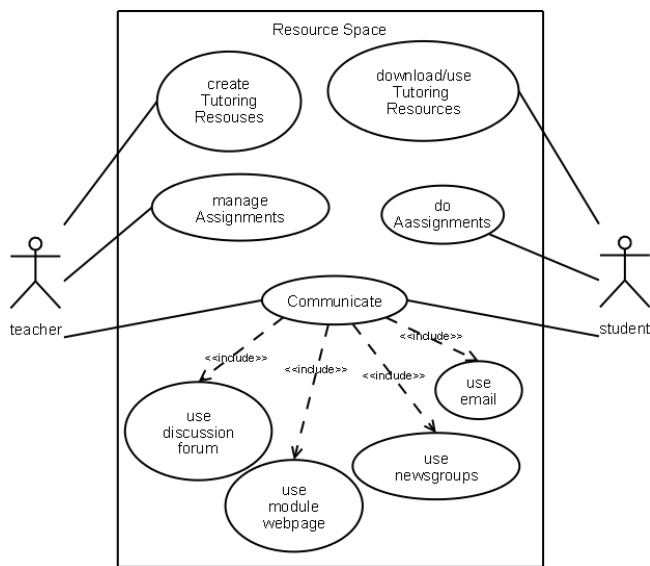 Resource Space
create
Tutoring
Resouses
download/use
Tutoring
Resources
manage
Assignments
do
Aassignments
teacher
Communicate
student
<<include>>
<<include>>
<<include>>
<<include>>
use
email
use
discussion
forum
use
newsgroups
use
module
webpage